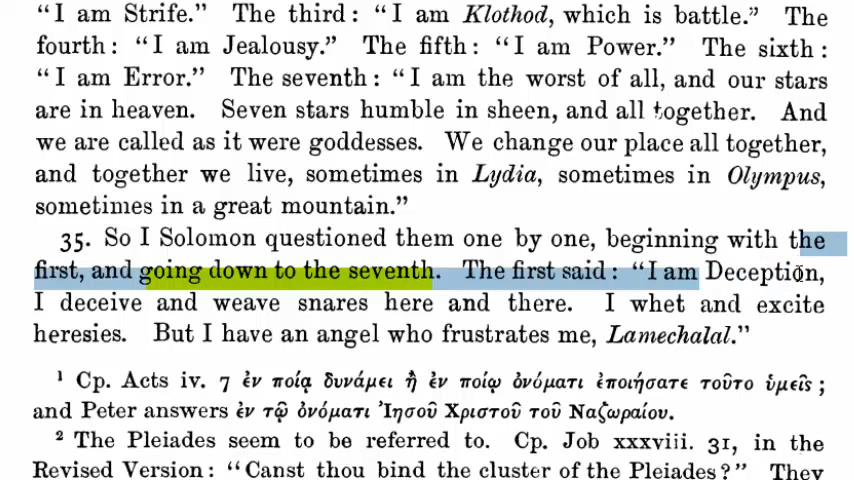 “I am Strife.” The third: “I am Klothod, which is battle.” The
fourth: “I am Jealousy.” The fifth: “I am Power.” The sixth:
“I am Error.” The seventh: “I am the worst of all, and our stars
are in heaven. Seven stars humble in sheen, and all together. And
we are called as it were goddesses. We change our place all together,
and together we live, sometimes in Lydia, sometimes in Olympus,
sometimes in a great mountain.”
35. So I Solomon questioned them one by one, beginning with the
first, and going down to the seventh. The first said: “I am Deception,
I deceive and weave snares here and there. I whet and excite
heresies. But I have an angel who frustrates me, Lamechalal.”
¹ Cp. Acts iv. 7 ἐν ποίᾳ δυνάμει ἢ ἐν ποίῳ ὀνόματι ἐποιήσατε τοῦτο ὑμεῖς;
and Peter answers ἐν τῷ ὀνόματι Ἰησοῦ Χριστοῦ τοῦ Ναζωραίου.
² The Pleiades seem to be referred to. Cp. Job xxxviii. 31, in the
Revised Version: “Canst thou bind the cluster of the Pleiades?” They